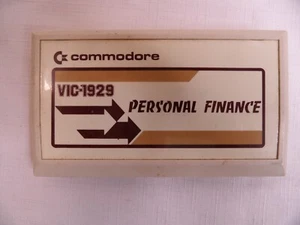 commodore
VIC-1929
PERSONAL FINANCE